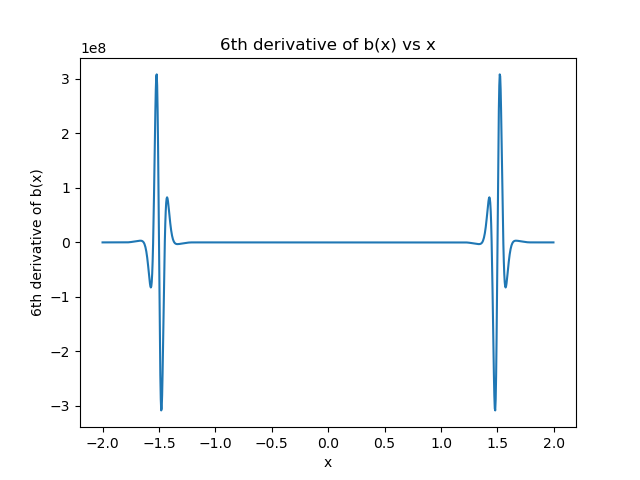 6th derivative of b(x) vs x
1e8
3
2
1
0
−1
−2
−3
6th derivative of b(x)
−2.0 −1.5 −1.0 −0.5 0.0 0.5 1.0 1.5 2.0
x